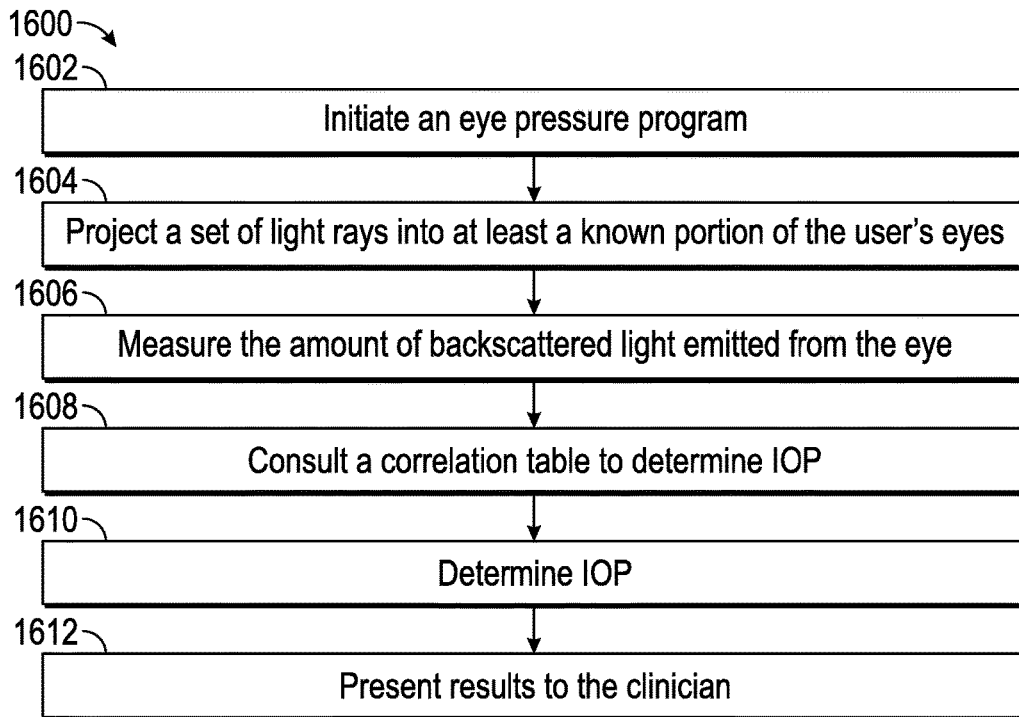 1600
1602
Initiate an eye pressure program
1604
Project a set of light rays into at least a known portion of the user's eyes
1606
Measure the amount of backscattered light emitted from the eye
1608
Consult a correlation table to determine IOP
1610
Determine IOP
1612
Present results to the clinician